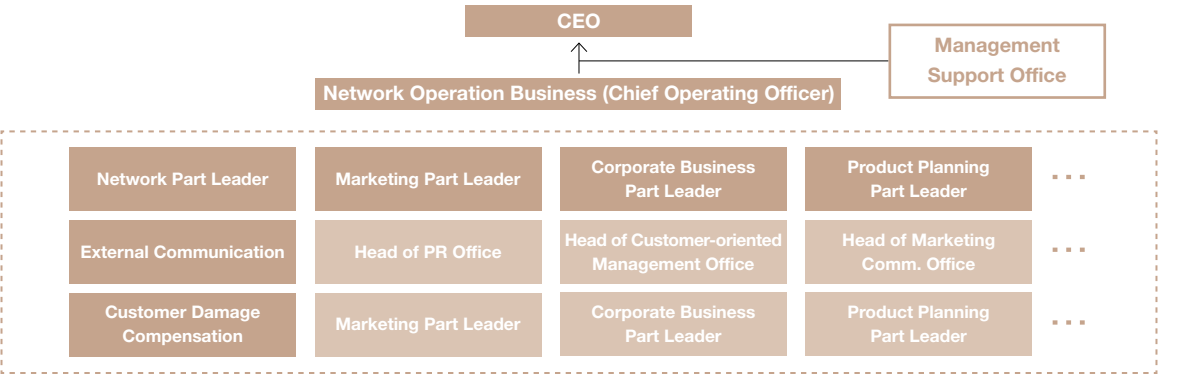 CEO
Management
Support Office
Network Operation Business (Chief Operating Officer)
Network Part Leader
Marketing Part Leader
Corporate Business
Part Leader
Product Planning
Part Leader
...
External Communication
Head of PR Office
Head of Customer-oriented
Management Office
Head of Marketing
Comm. Office
...
Customer Damage
Compensation
Marketing Part Leader
Corporate Business
Part Leader
Product Planning
Part Leader
...